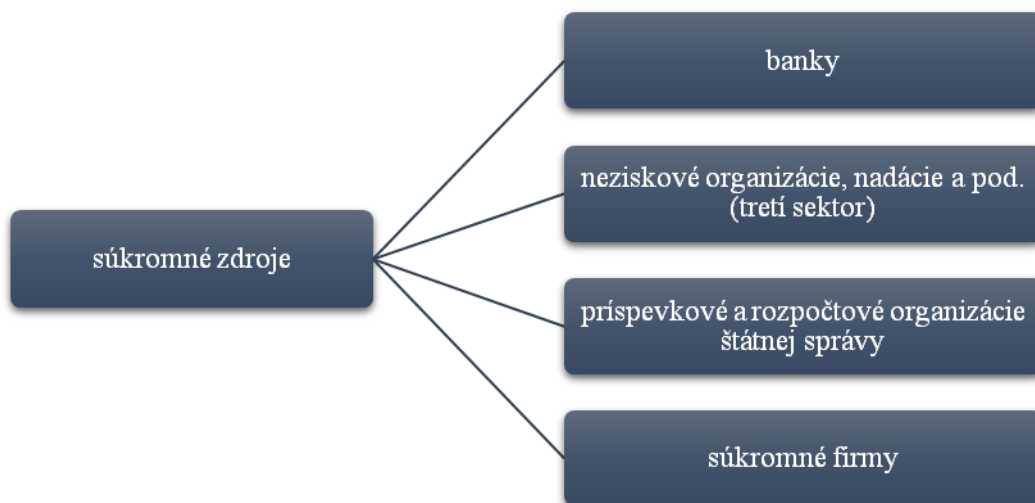 banky
neziskové organizácie, nadácie a pod.
(tretí sektor)
súkromné zdroje
príspevkové a rozpočtové organizácie
štátnej správy
súkromné firmy